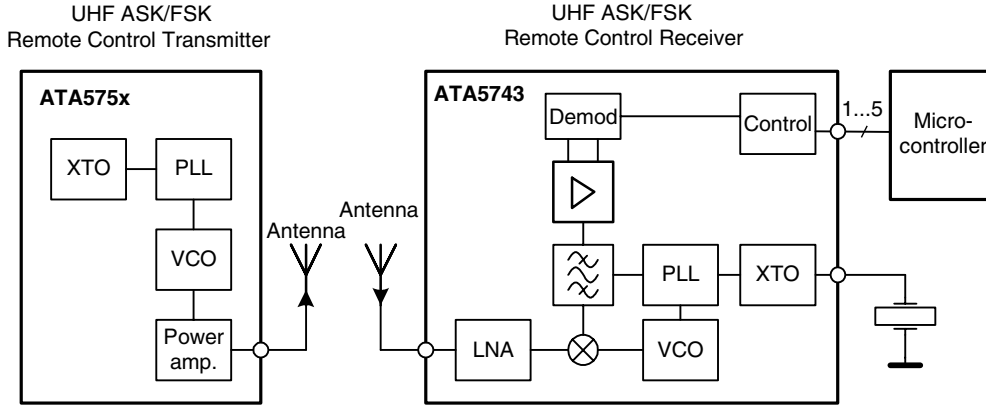 UHF ASK/FSK
Remote Control Transmitter
UHF ASK/FSK
Remote Control Receiver
ATA575x
XTO
PLL
VCO
Power
amp.
Antenna
Antenna
ATA5743
Demod
Control
1...5
Micro-
controller
PLL
XTO
LNA
VCO